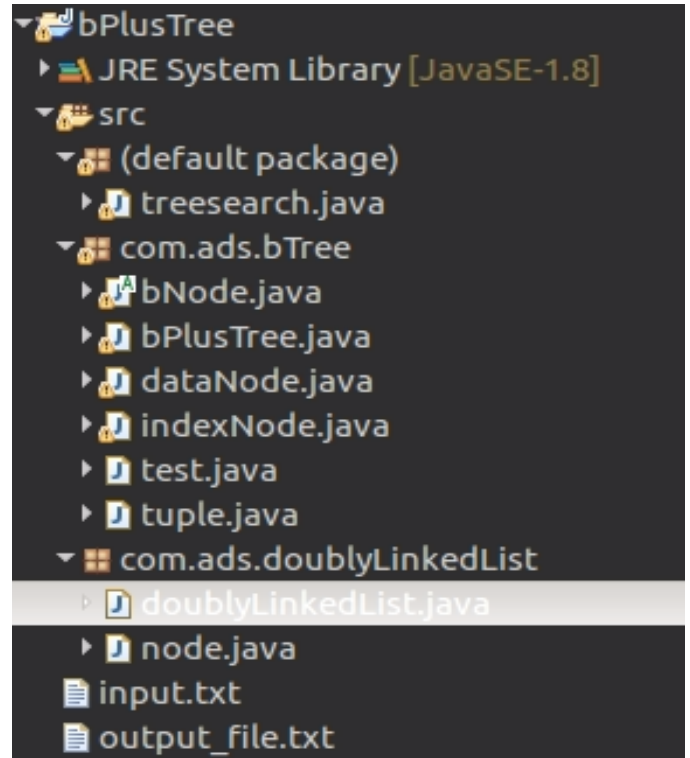 bPlusTree
JRE System Library [JavaSE-1.8]
src
(default package)
treesearch.java
com.ads.bTree
bNode.java
bPlusTree.java
dataNode.java
indexNode.java
test.java
tuple.java
com.ads.doublyLinkedList
doublyLinkedList.java
node.java
input.txt
output_file.txt